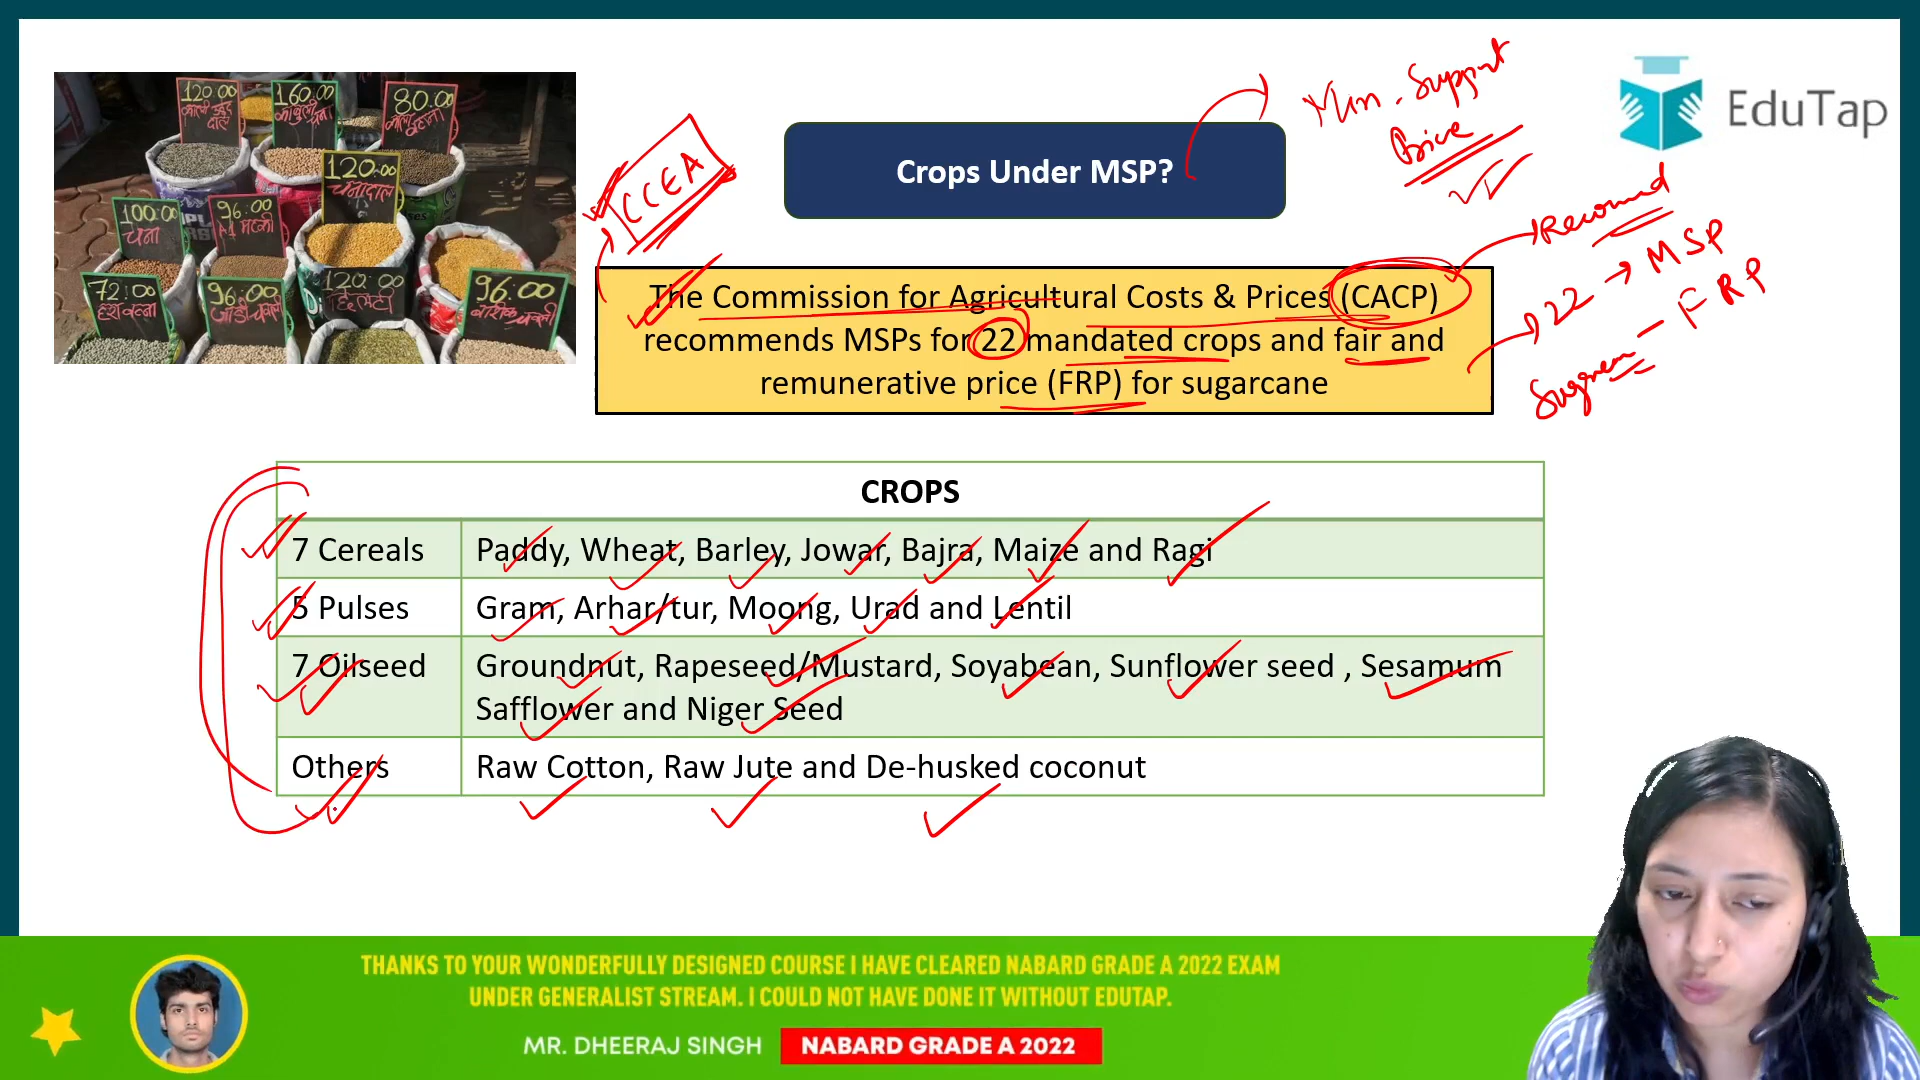 120.00
160.00
80.00
120.00
चनादाल
100.00
चना
96.00
मटकी
72.00
96.00
120.00
96.00
CCEA
Crops Under MSP?
Min. Support
Price
EduTap
Recommd
22 → MSP
Sugarcane - FRP
The Commission for Agricultural Costs & Prices (CACP)
recommends MSPs for 22 mandated crops and fair and
remunerative price (FRP) for sugarcane
CROPS
7 Cereals Paddy, Wheat, Barley, Jowar, Bajra, Maize and Ragi
5 Pulses Gram, Arhar/tur, Moong, Urad and Lentil
7 Oilseed Groundnut, Rapeseed/Mustard, Soyabean, Sunflower seed , Sesamum
Safflower and Niger Seed
Others Raw Cotton, Raw Jute and De-husked coconut
THANKS TO YOUR WONDERFULLY DESIGNED COURSE I HAVE CLEARED NABARD GRADE A 2022 EXAM
UNDER GENERALIST STREAM. I COULD NOT HAVE DONE IT WITHOUT EDUTAP.
MR. DHEERAJ SINGH NABARD GRADE A 2022